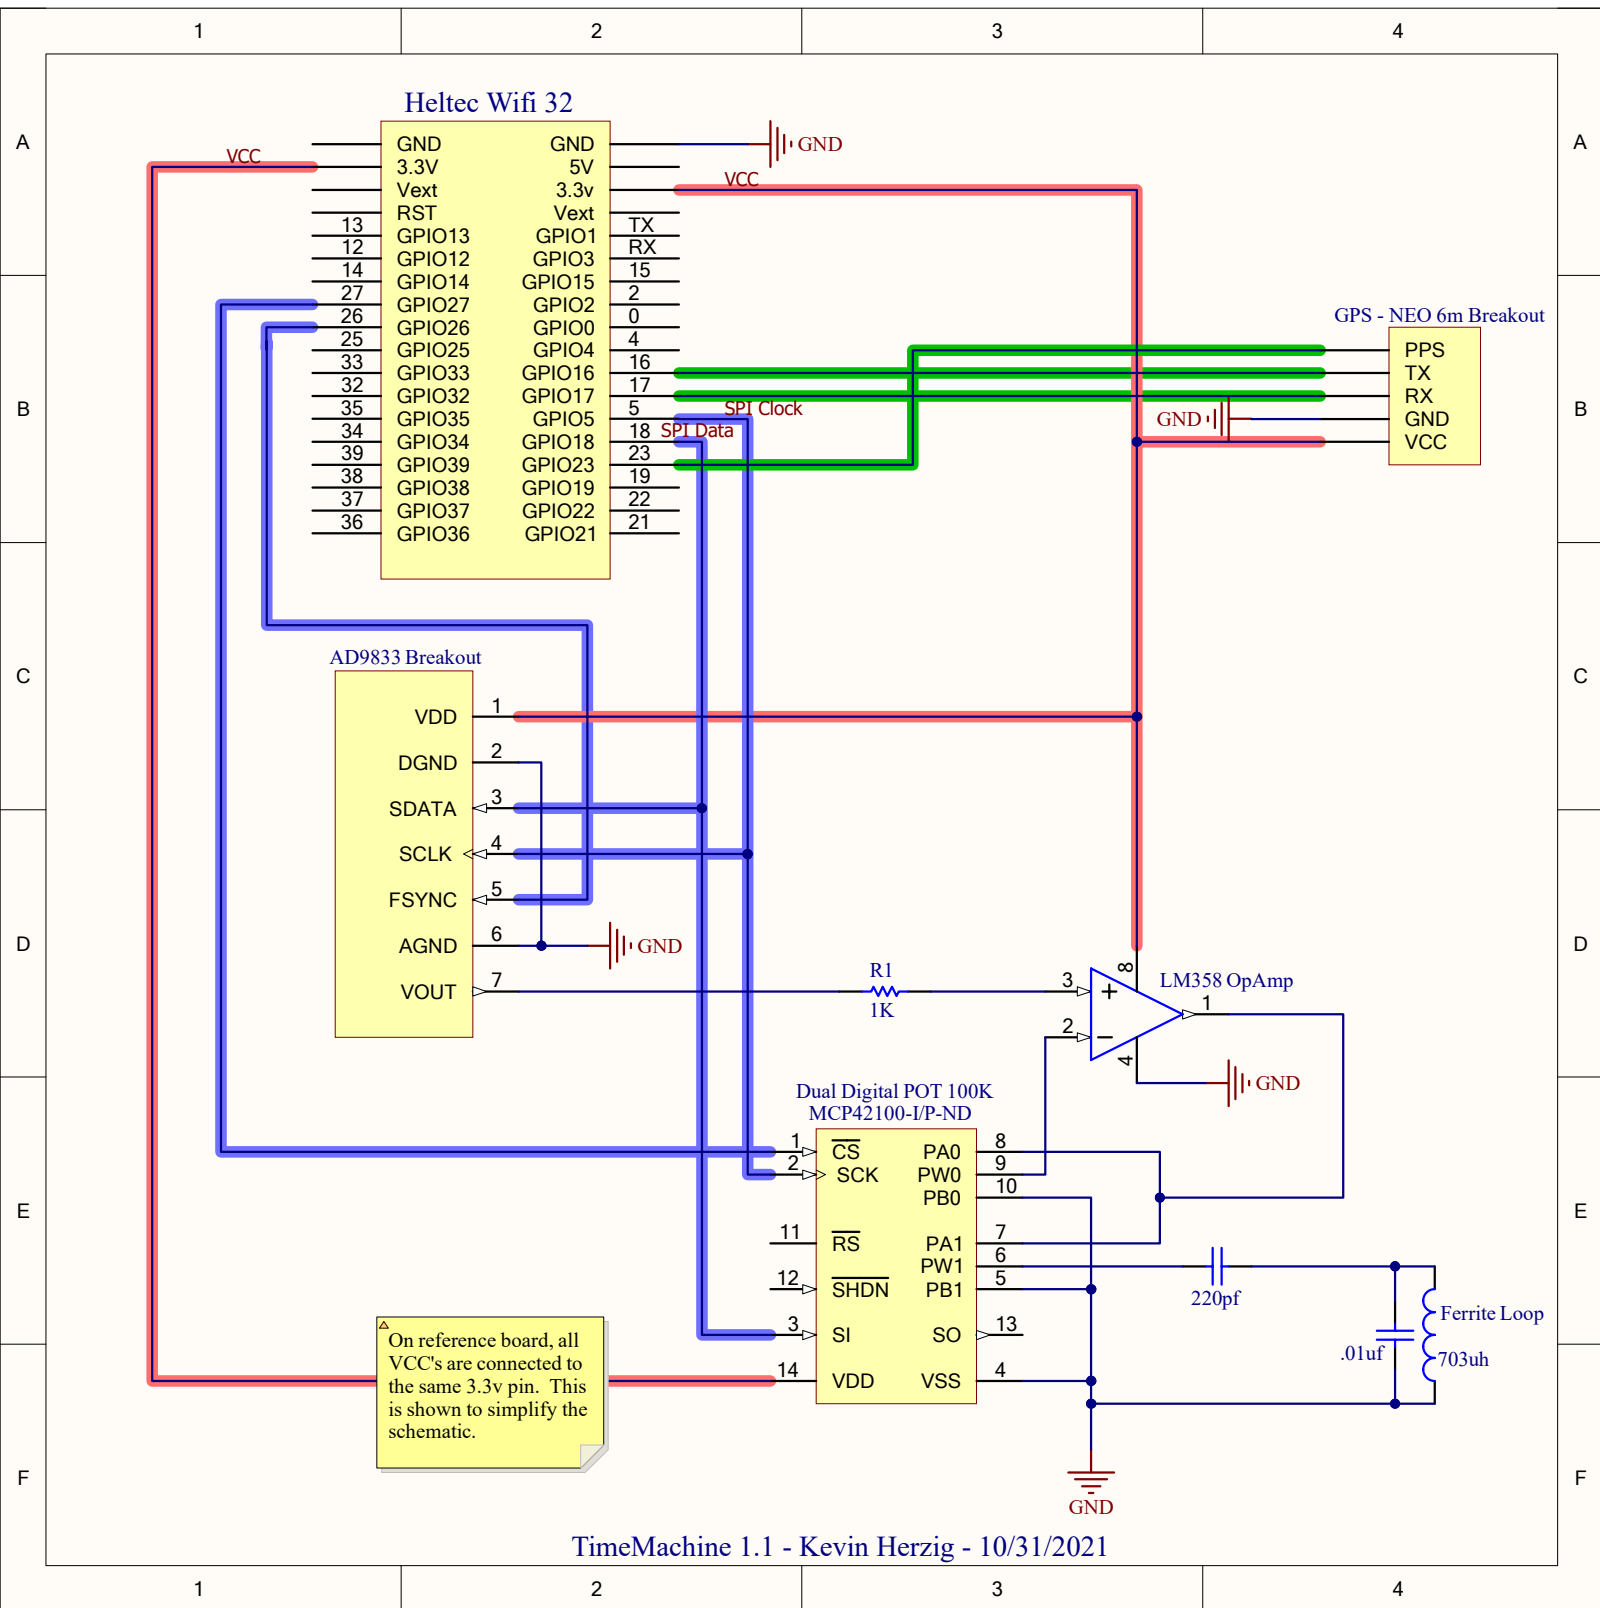 1 2 3 4
A A
B B
C C
D D
E E
F F
Heltec Wifi 32
GND
3.3V
Vext
RST
13 GPIO13
12 GPIO12
14 GPIO14
27 GPIO27
26 GPIO26
25 GPIO25
33 GPIO33
32 GPIO32
35 GPIO35
34 GPIO34
39 GPIO39
38 GPIO38
37 GPIO37
36 GPIO36
GND
5V
3.3v
Vext
GPIO1 TX
GPIO3 RX
GPIO15 15
GPIO2 2
GPIO0 0
GPIO4 4
GPIO16 16
GPIO17 17
GPIO5 5
GPIO18 18
GPIO23 23
GPIO19 19
GPIO22 22
GPIO21 21
VCC
GND
VCC
SPI Clock
SPI Data
GPS - NEO 6m Breakout
PPS
TX
RX
GND
VCC
GND
AD9833 Breakout
VDD 1
DGND 2
SDATA 3
SCLK 4
FSYNC 5
AGND 6
VOUT 7
GND
R1
1K
LM358 OpAmp
3 +
2 −
8
1
4
GND
Dual Digital POT 100K
MCP42100-I/P-ND
1 CS
2 SCK
11 RS
12 SHDN
3 SI
14 VDD
PA0 8
PW0 9
PB0 10
PA1 7
PW1 6
PB1 5
SO 13
VSS 4
220pf
Ferrite Loop
.01uf
703uh
GND
On reference board, all
VCC's are connected to
the same 3.3v pin. This
is shown to simplify the
schematic.
TimeMachine 1.1 - Kevin Herzig - 10/31/2021
1 2 3 4